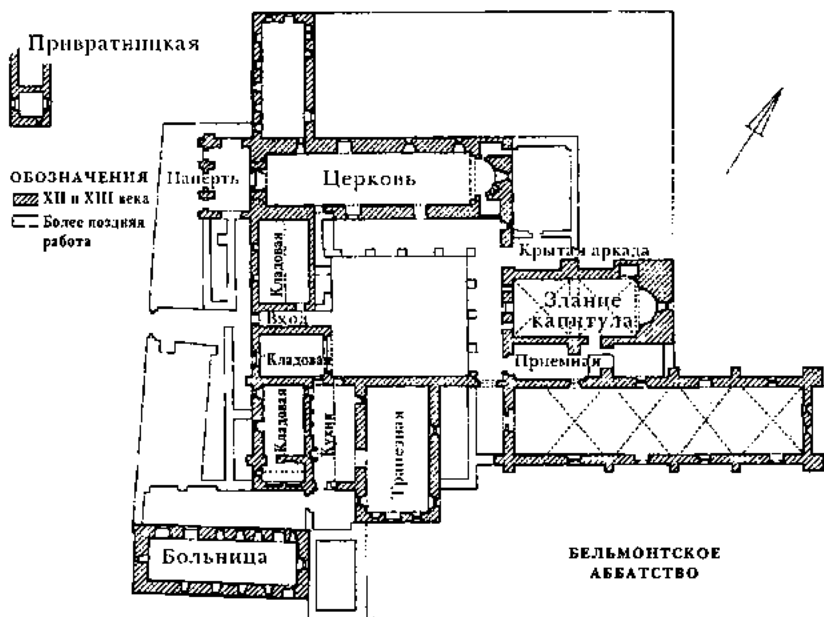 Привратницкая
ОБОЗНАЧЕНИЯ
XII и XIII века
Более поздняя
работа
Паперть
Церковь
Кладовая
Крытая аркада
Здание
капитула
Вход
Кладовая
Приемная
Кладовая
Кухня
Трапезная
Больница
БЕЛЬМОНТСКОЕ
АББАТСТВО